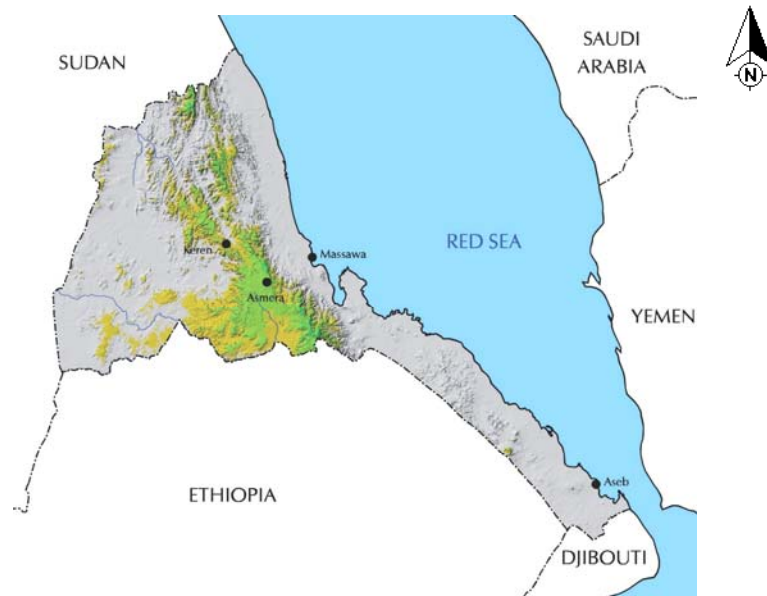 SAUDI
ARABIA
SUDAN
N
RED SEA
Keren
Massawa
Asmera
YEMEN
Aseb
ETHIOPIA
DJIBOUTI